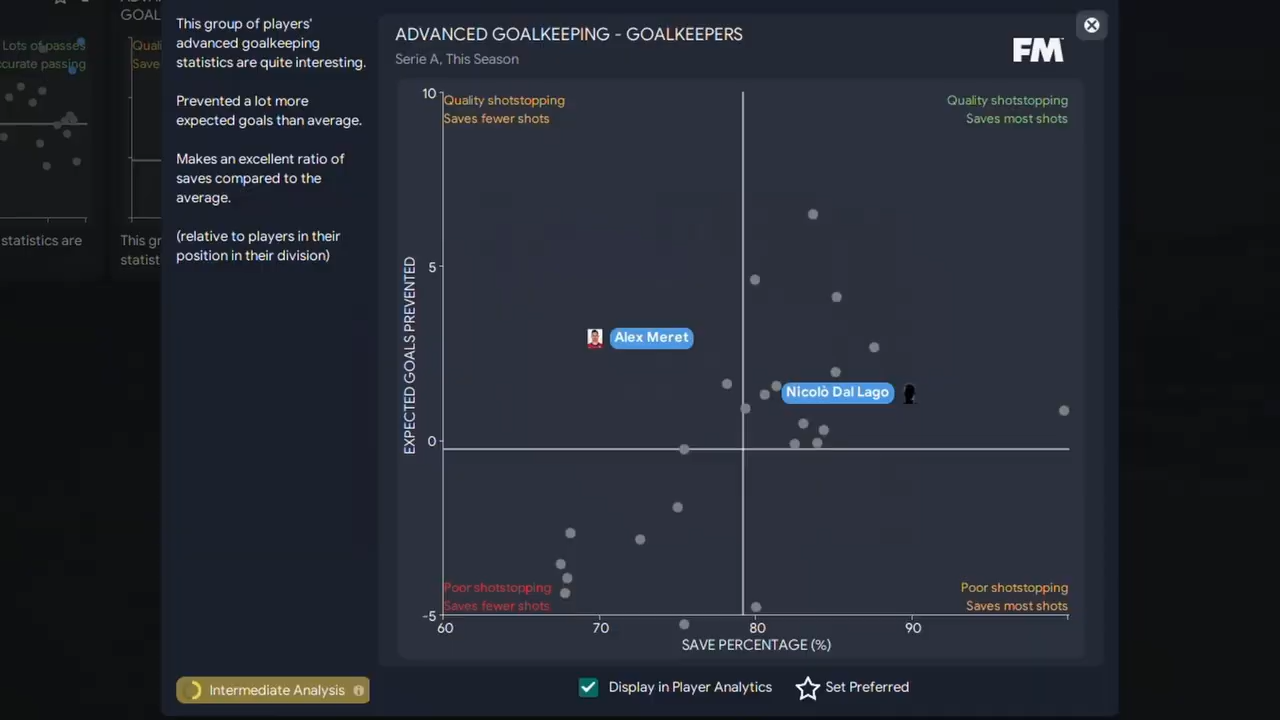 GOAL
Lots of passes
ccurate passing
Quali
Save
statistics are
This gr
statist
This group of players'
advanced goalkeeping
statistics are quite interesting.
Prevented a lot more
expected goals than average.
Makes an excellent ratio of
saves compared to the
average.
(relative to players in their
position in their division)
Intermediate Analysis
ADVANCED GOALKEEPING - GOALKEEPERS
Serie A, This Season
FM
Quality shotstopping
Saves fewer shots
Quality shotstopping
Saves most shots
10
5
0
-5
EXPECTED GOALS PREVENTED
Alex Meret
Nicolò Dal Lago
Poor shotstopping
Saves fewer shots
Poor shotstopping
Saves most shots
60
70
80
90
SAVE PERCENTAGE (%)
Display in Player Analytics
Set Preferred